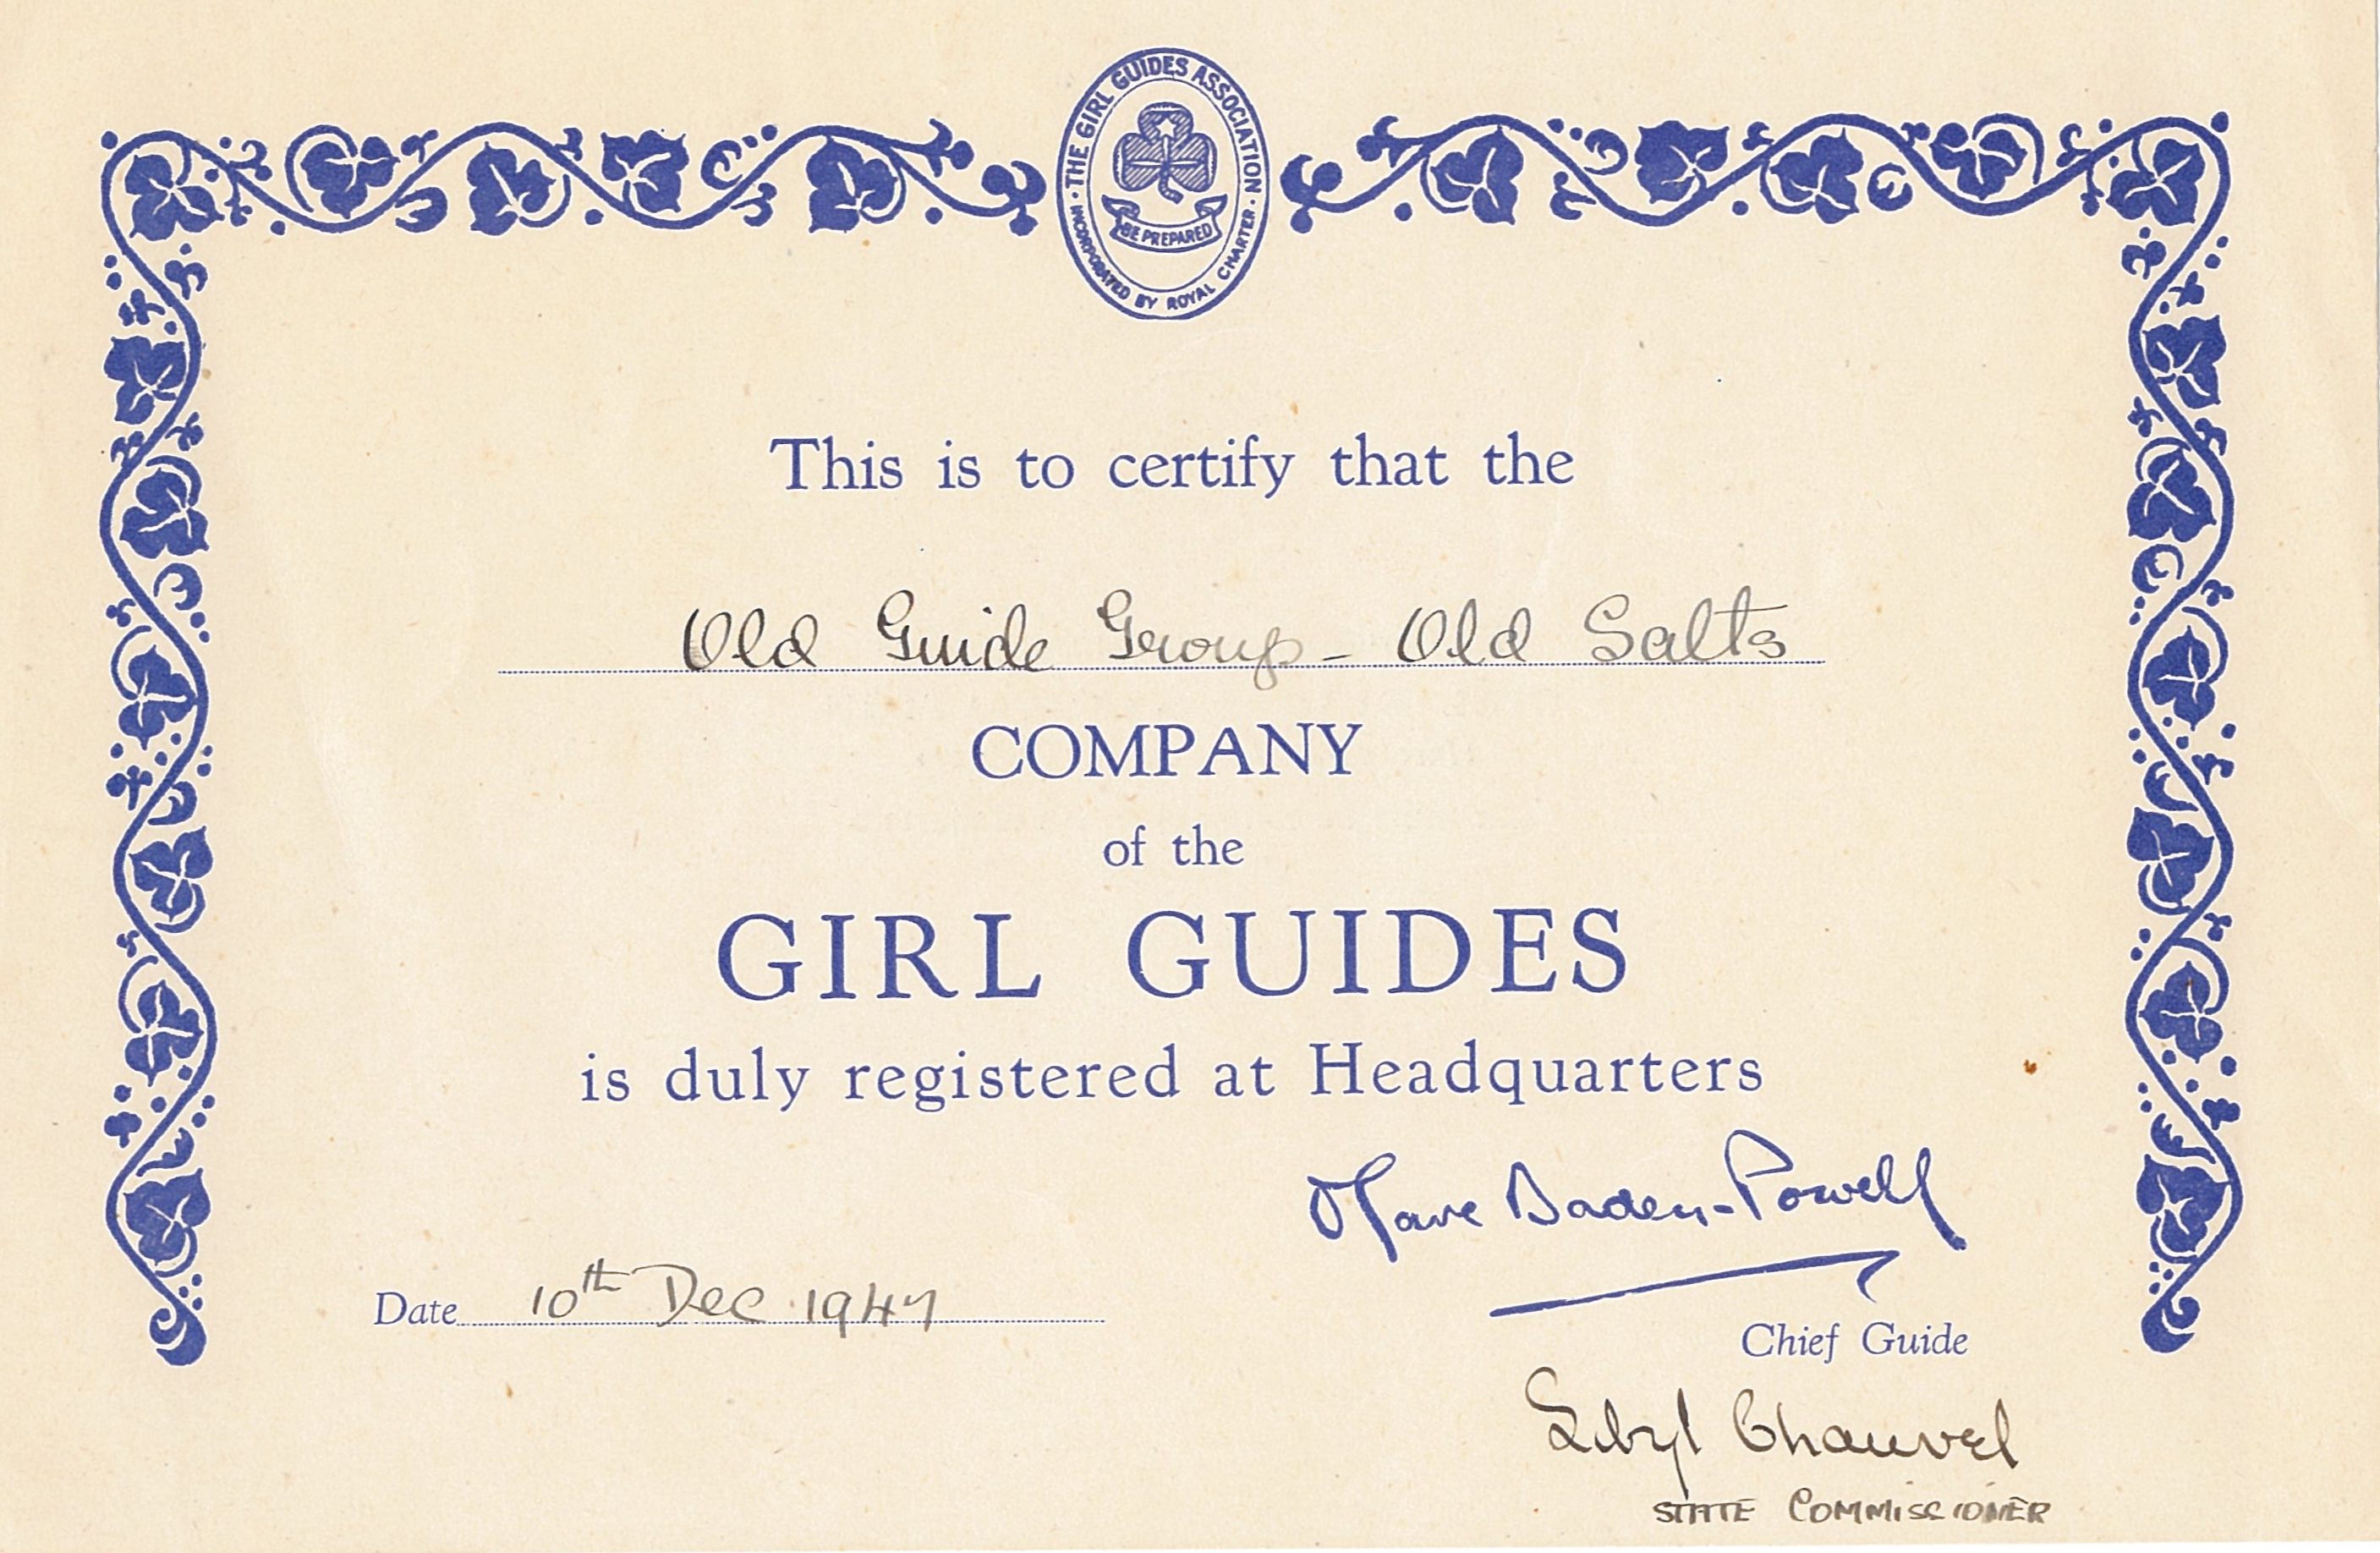 · THE GIRL GUIDES ASSOCIATION ·
INCORPORATED BY ROYAL CHARTER
BE PREPARED
This is to certify that the
Old Guide Group - Old Salts
COMPANY
of the
GIRL GUIDES
is duly registered at Headquarters
Olave Baden-Powell
Date 10th Dec 1947
Chief Guide
Sibyl Chauvel
STATE COMMISSIONER